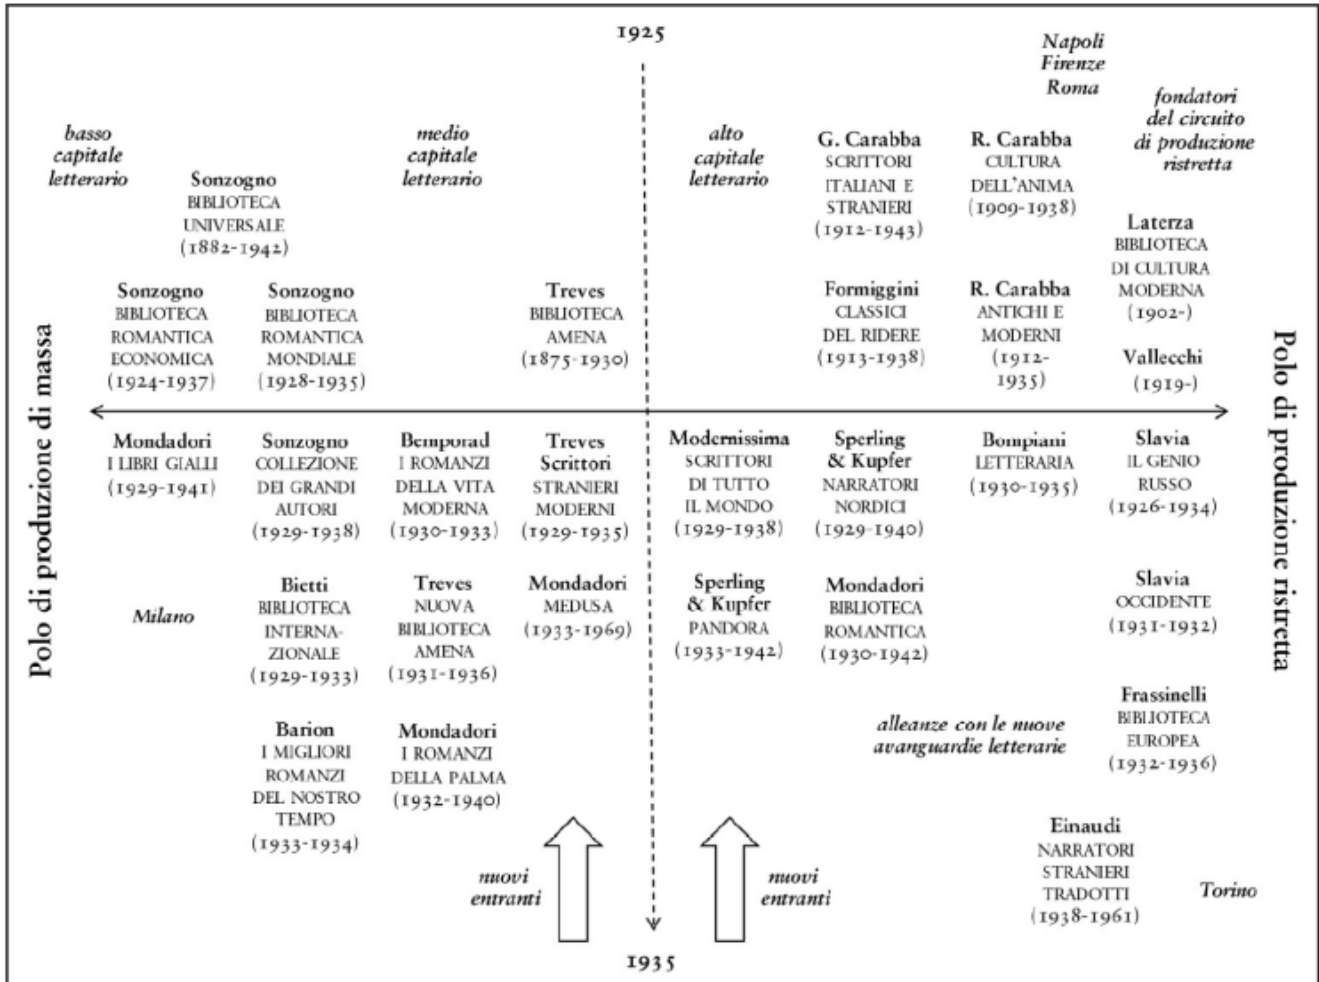 1925
Napoli
Firenze
Roma
fondatori
del circuito
di produzione
ristretta
basso
capitale
letterario
medio
capitale
letterario
alto
capitale
letterario
G. Carabba
SCRITTORI
ITALIANI E
STRANIERI
(1912-1943)
R. Carabba
CULTURA
DELL'ANIMA
(1909-1938)
Sonzogno
BIBLIOTECA
UNIVERSALE
(1882-1942)
Laterza
BIBLIOTECA
DI CULTURA
MODERNA
(1902-)
Sonzogno
BIBLIOTECA
ROMANTICA
ECONOMICA
(1924-1937)
Sonzogno
BIBLIOTECA
ROMANTICA
MONDIALE
(1928-1935)
Treves
BIBLIOTECA
AMENA
(1875-1930)
Formiggini
CLASSICI
DEL RIDERE
(1913-1938)
R. Carabba
ANTICHI E
MODERNI
(1912-
1935)
Vallecchi
(1919-)
Polo di produzione di massa
Polo di produzione ristretta
Mondadori
I LIBRI GIALLI
(1929-1941)
Sonzogno
COLLEZIONE
DEI GRANDI
AUTORI
(1929-1938)
Bemporad
I ROMANZI
DELLA VITA
MODERNA
(1930-1933)
Treves
Scrittori
STRANIERI
MODERNI
(1929-1935)
Modernissima
SCRITTORI
DI TUTTO
IL MONDO
(1929-1938)
Sperling
& Kupfer
NARRATORI
NORDICI
(1929-1940)
Bompiani
LETTERARIA
(1930-1935)
Slavia
IL GENIO
RUSSO
(1926-1934)
Milano
Bietti
BIBLIOTECA
INTERNA-
ZIONALE
(1929-1933)
Treves
NUOVA
BIBLIOTECA
AMENA
(1931-1936)
Mondadori
MEDUSA
(1933-1969)
Sperling
& Kupfer
PANDORA
(1933-1942)
Mondadori
BIBLIOTECA
ROMANTICA
(1930-1942)
Slavia
OCCIDENTE
(1931-1932)
Barion
I MIGLIORI
ROMANZI
DEL NOSTRO
TEMPO
(1933-1934)
Mondadori
I ROMANZI
DELLA PALMA
(1932-1940)
alleanze con le nuove
avanguardie letterarie
Frassinelli
BIBLIOTECA
EUROPEA
(1932-1936)
nuovi
entranti
nuovi
entranti
Einaudi
NARRATORI
STRANIERI
TRADOTTI
(1938-1961)
Torino
1935